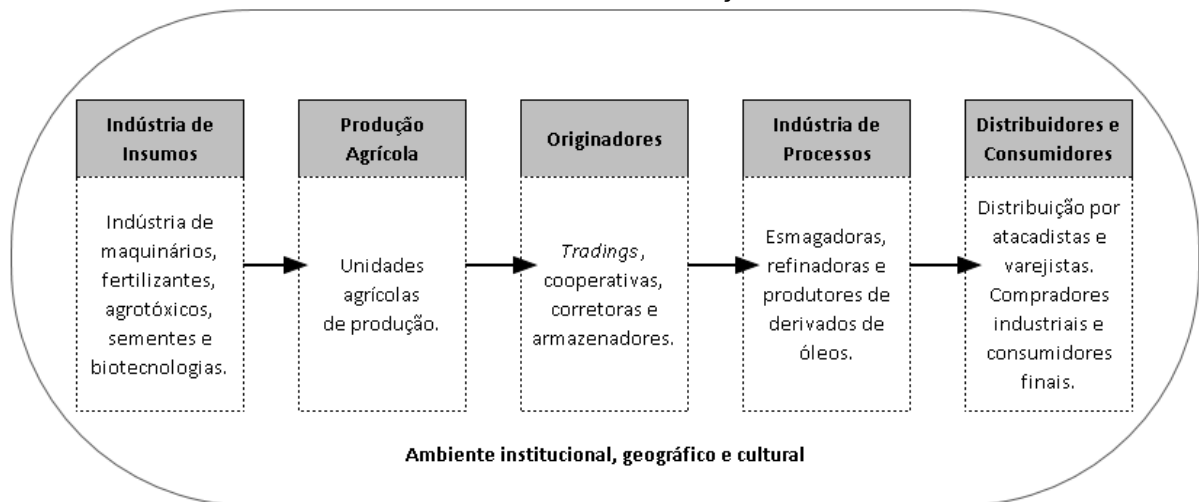 Indústria de
Insumos
Indústria de
maquinários,
fertilizantes,
agrotóxicos,
sementes e
biotecnologias.
Produção
Agrícola
Unidades
agrícolas
de produção.
Originadores
Tradings,
cooperativas,
corretoras e
armazenadores.
Indústria de
Processos
Esmagadoras,
refinadoras e
produtores de
derivados de
óleos.
Distribuidores e
Consumidores
Distribuição por
atacadistas e
varejistas.
Compradores
industriais e
consumidores
finais.
Ambiente institucional, geográfico e cultural